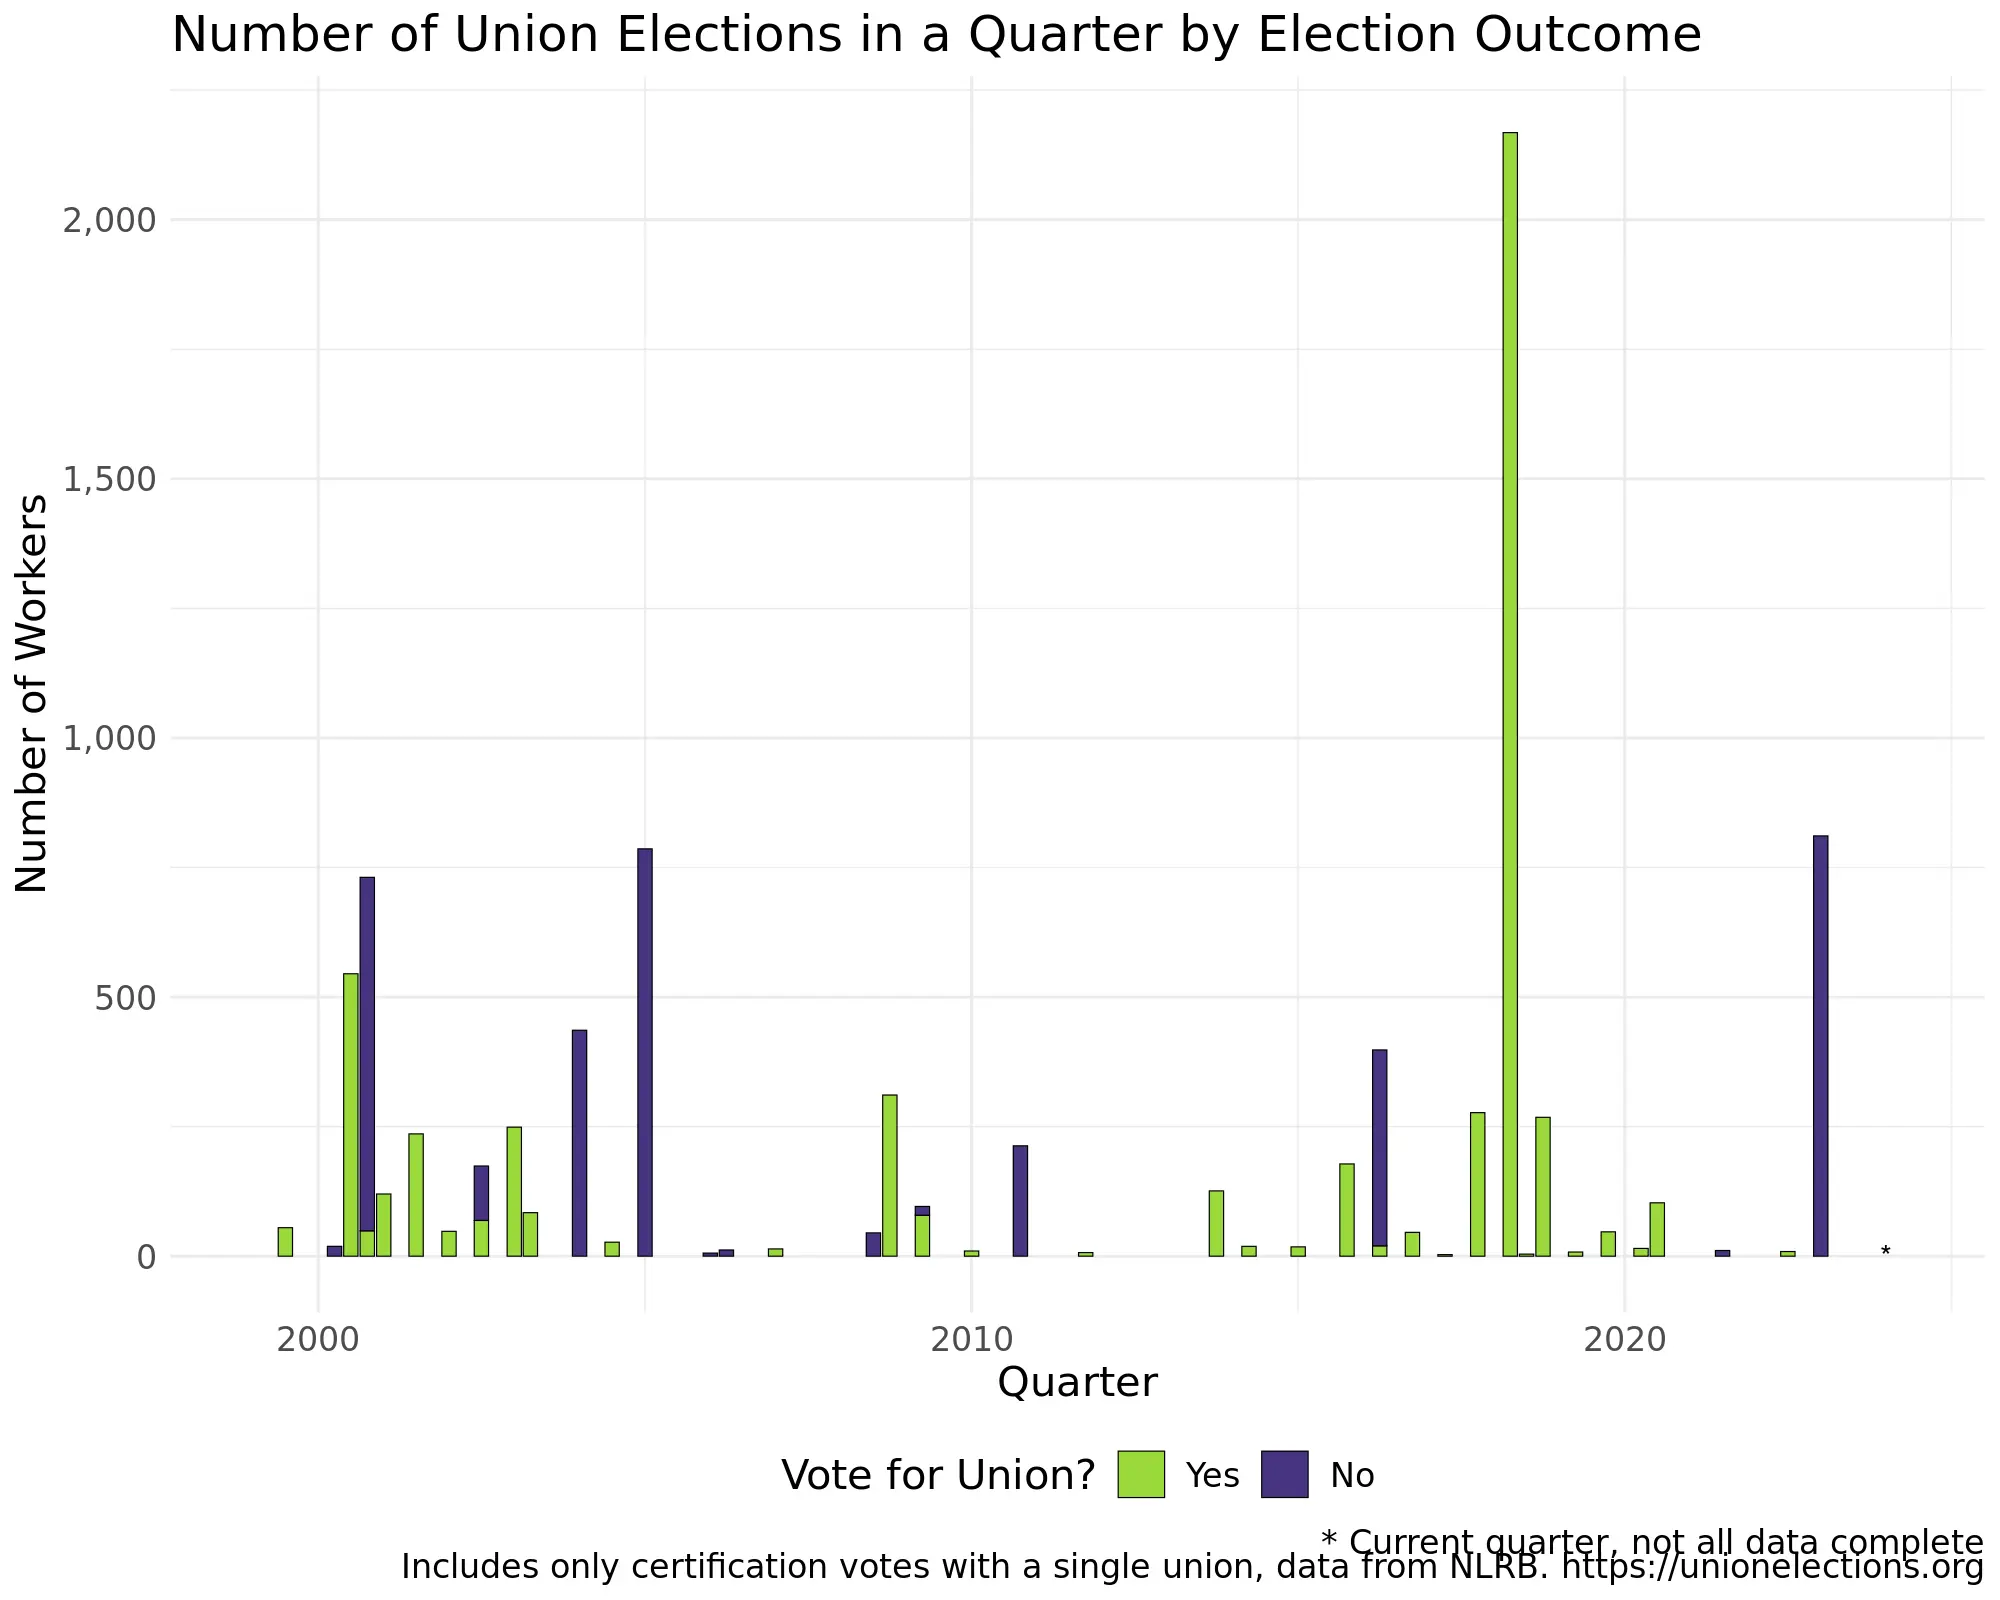 Number of Union Elections in a Quarter by Election Outcome
Number of Workers
2,000
1,500
1,000
500
0
*
2000 2010 2020
Quarter
Vote for Union? Yes No
* Current quarter, not all data complete
Includes only certification votes with a single union, data from NLRB. https://unionelections.org